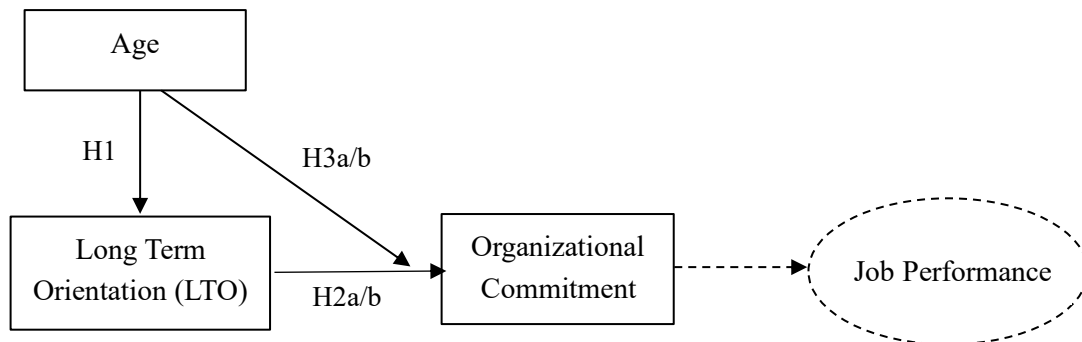 Age
H1
H3a/b
Long Term
Orientation (LTO)
H2a/b
Organizational
Commitment
Job Performance